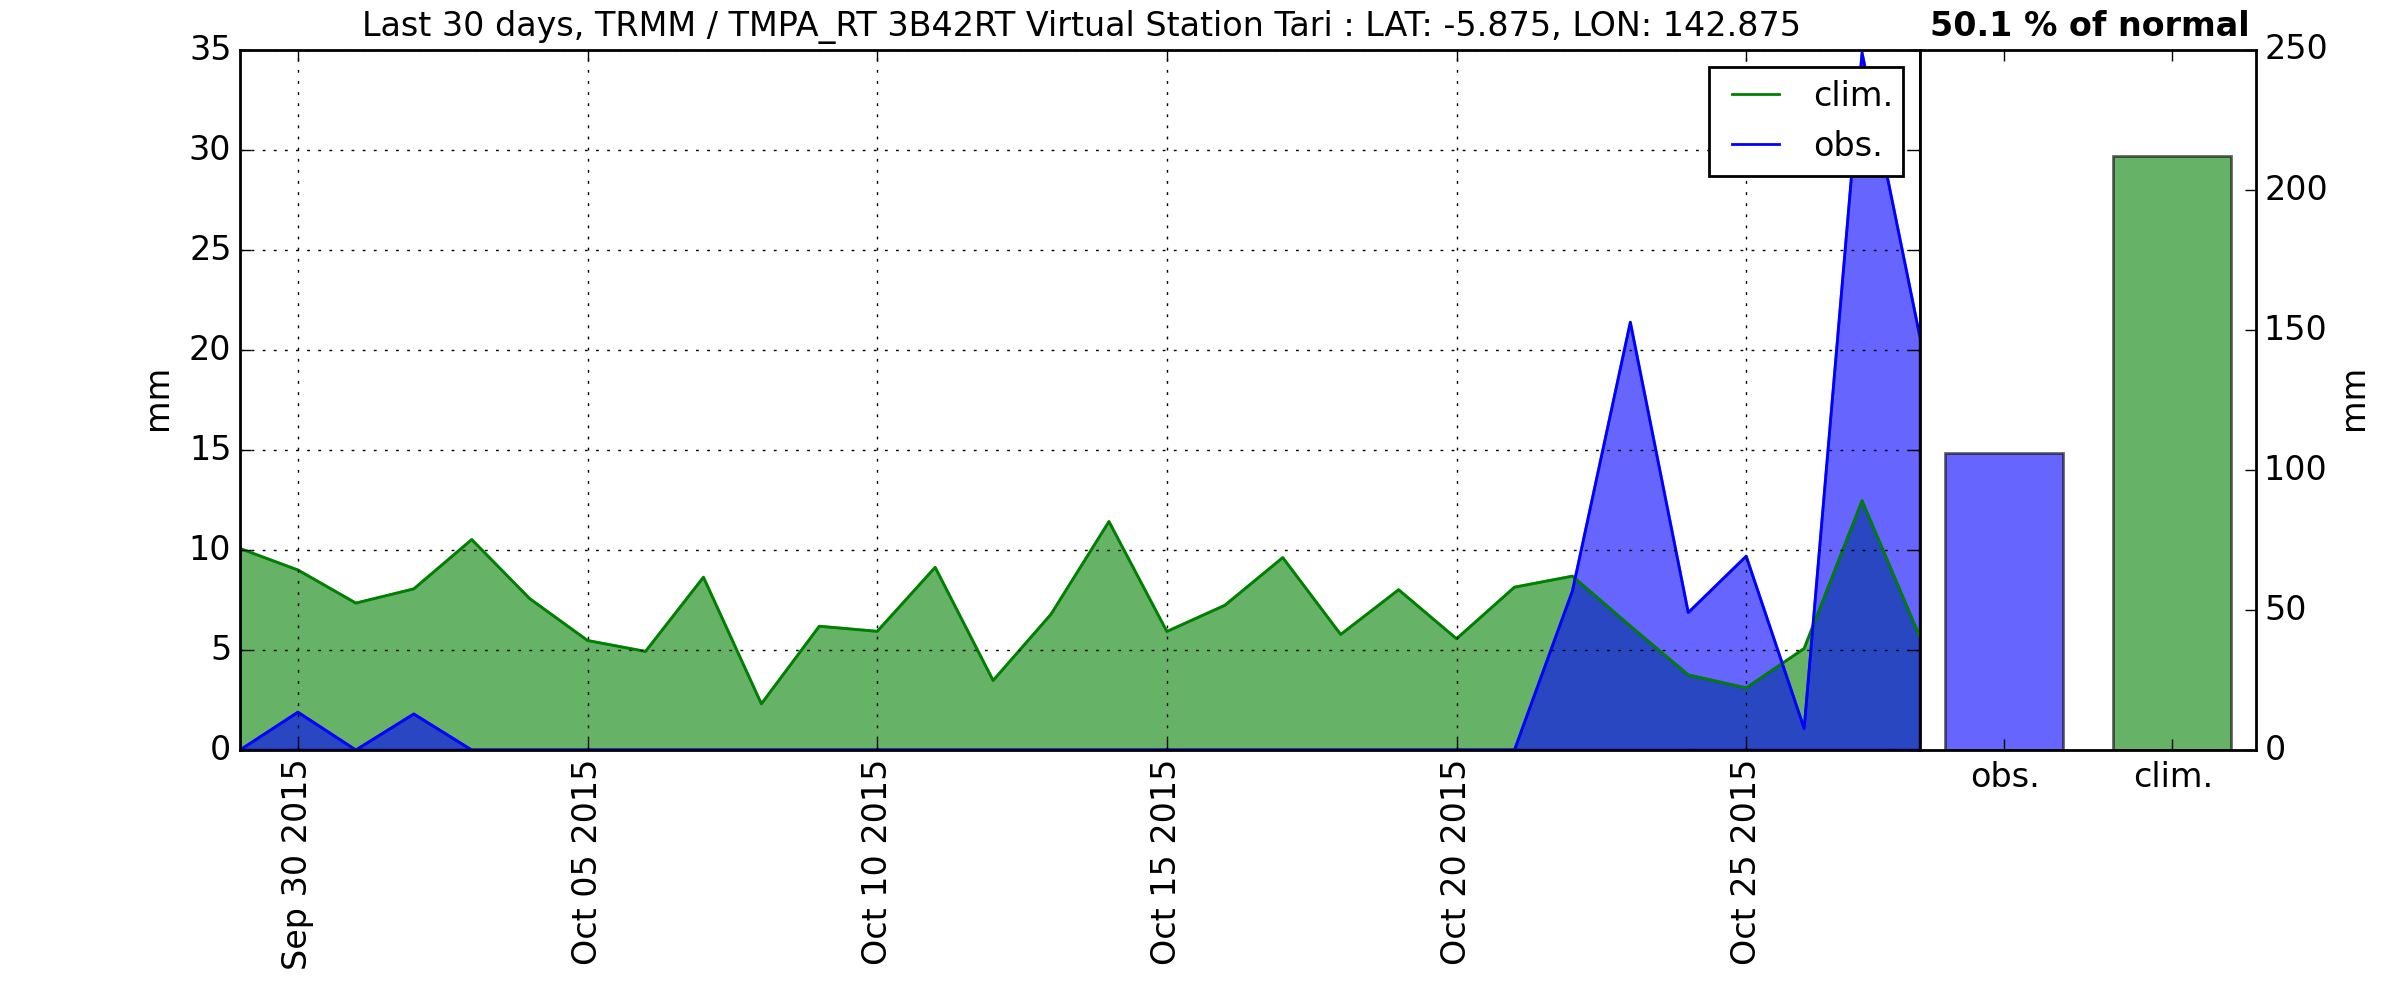 Last 30 days, TRMM / TMPA_RT 3B42RT Virtual Station Tari : LAT: -5.875, LON: 142.875
50.1 % of normal
35
30
25
20
15
10
5
0
mm
clim.
obs.
Sep 30 2015
Oct 05 2015
Oct 10 2015
Oct 15 2015
Oct 20 2015
Oct 25 2015
obs.
clim.
250
200
150
100
50
0
mm